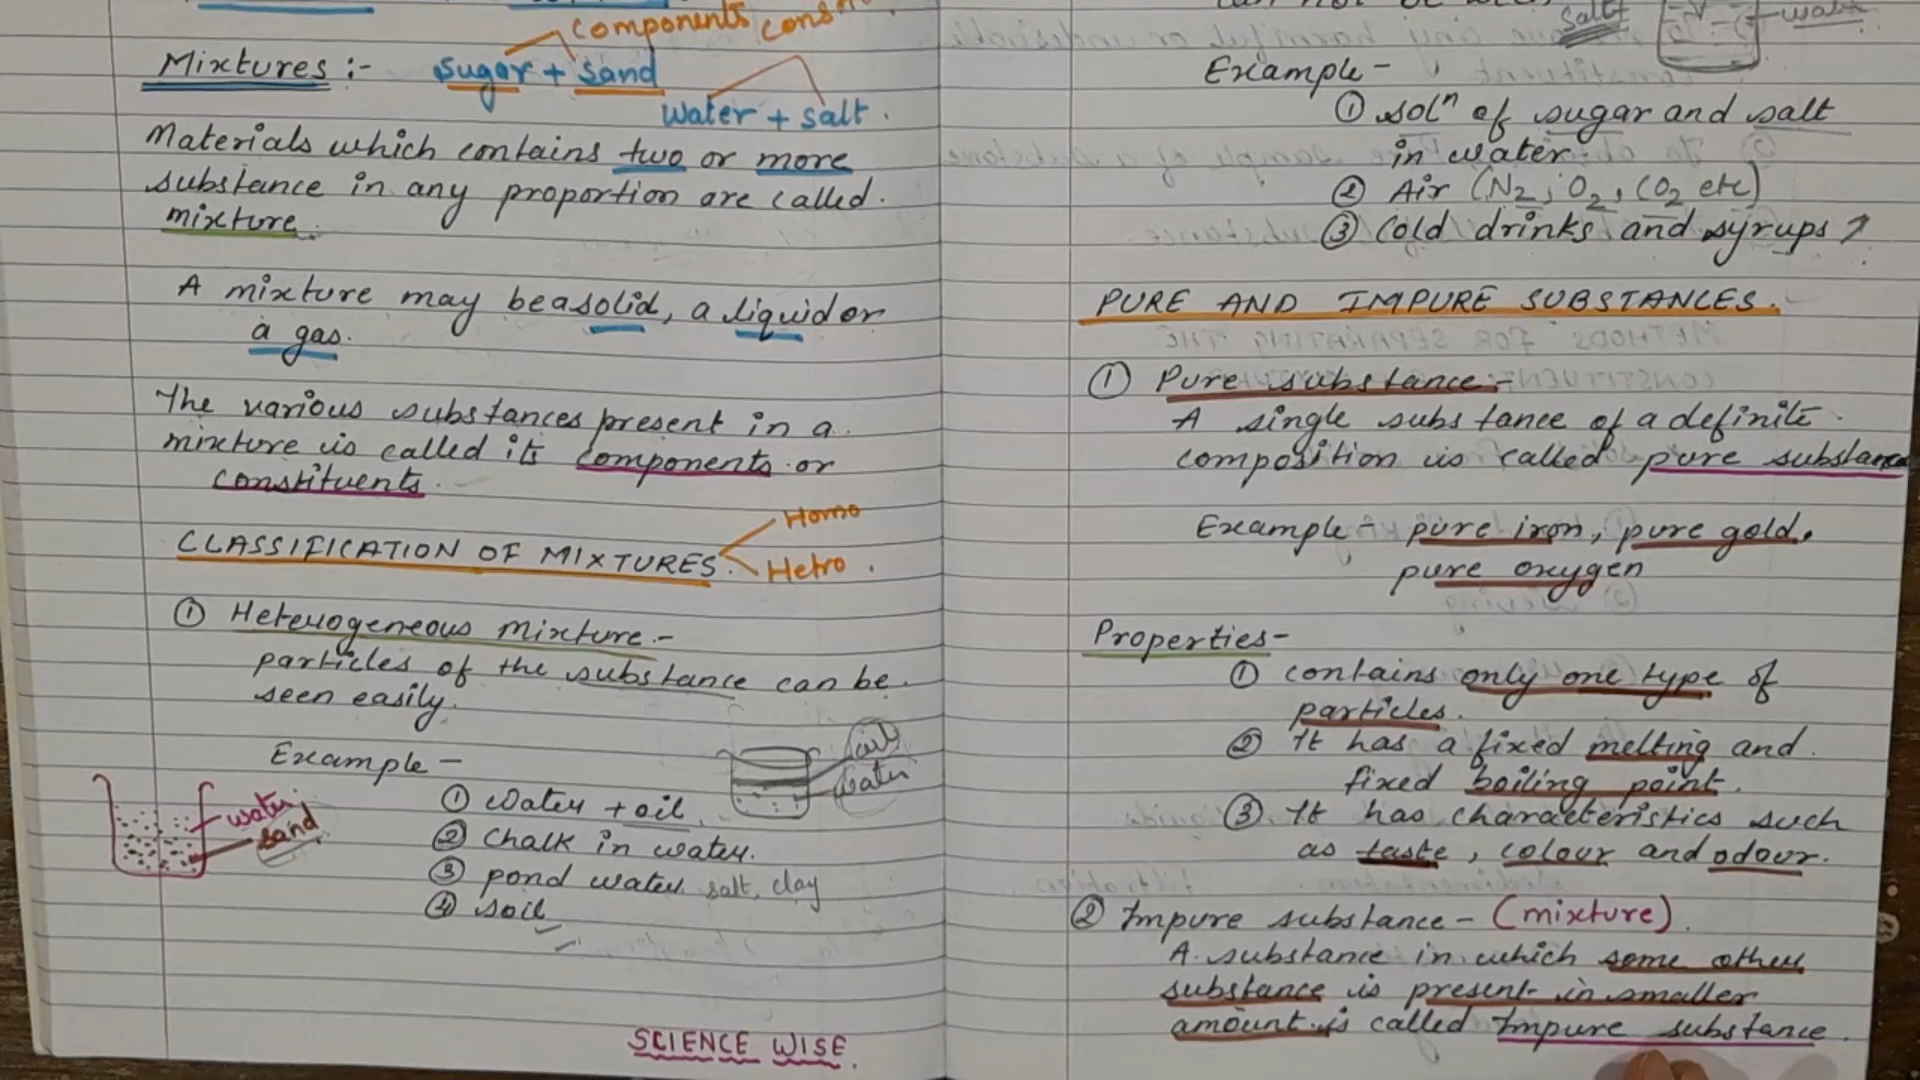 components
Mixtures :- sugar + sand
water + salt.
Materials which contains two or more
substance in any proportion are called.
mixture.
A mixture may be a solid, a liquid or
a gas.
The various substances present in a
mixture is called its components or
constituents.
CLASSIFICATION OF MIXTURES.
Homo
Hetro.
① Heterogeneous mixture.-
particles of the substance can be.
seen easily.
Example -
① Water + oil.
② Chalk in water.
③ pond water salt, clay
④ soil
oil
water
water
sand
SCIENCE WISE.
salt
water
Example -
① solⁿ of sugar and salt
in water.
② Air (N2, O2, CO2 etc)
③ Cold drinks and syrups
PURE AND IMPURE SUBSTANCES.
① Pure substance:-
A single substance of a definite
composition is called pure substance
Example - pure iron, pure gold,
pure oxygen
Properties-
① contains only one type of
particles.
② It has a fixed melting and
fixed boiling point.
③ It has characteristics such
as taste, colour and odour.
② Impure substance - (mixture).
A substance in which some other
substance is present in smaller
amount is called Impure substance.